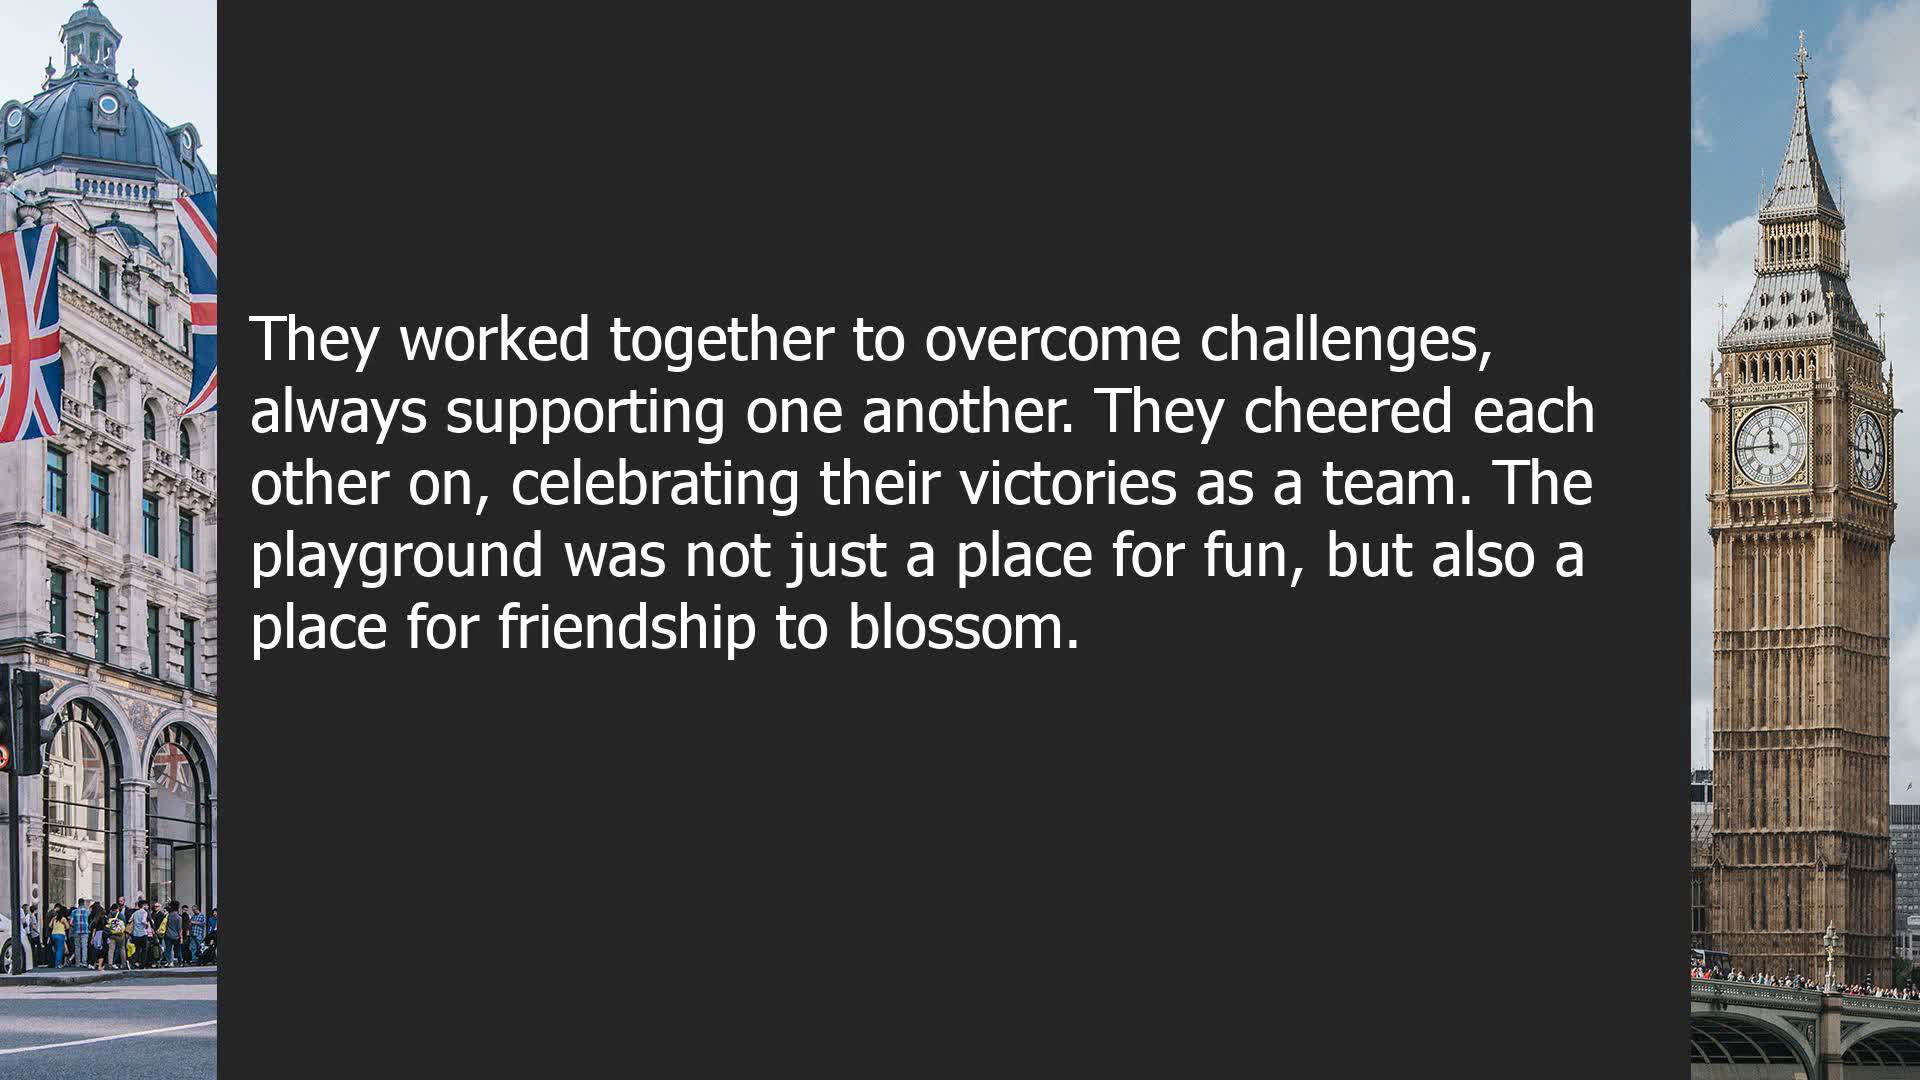 They worked together to overcome challenges,
always supporting one another. They cheered each
other on, celebrating their victories as a team. The
playground was not just a place for fun, but also a
place for friendship to blossom.